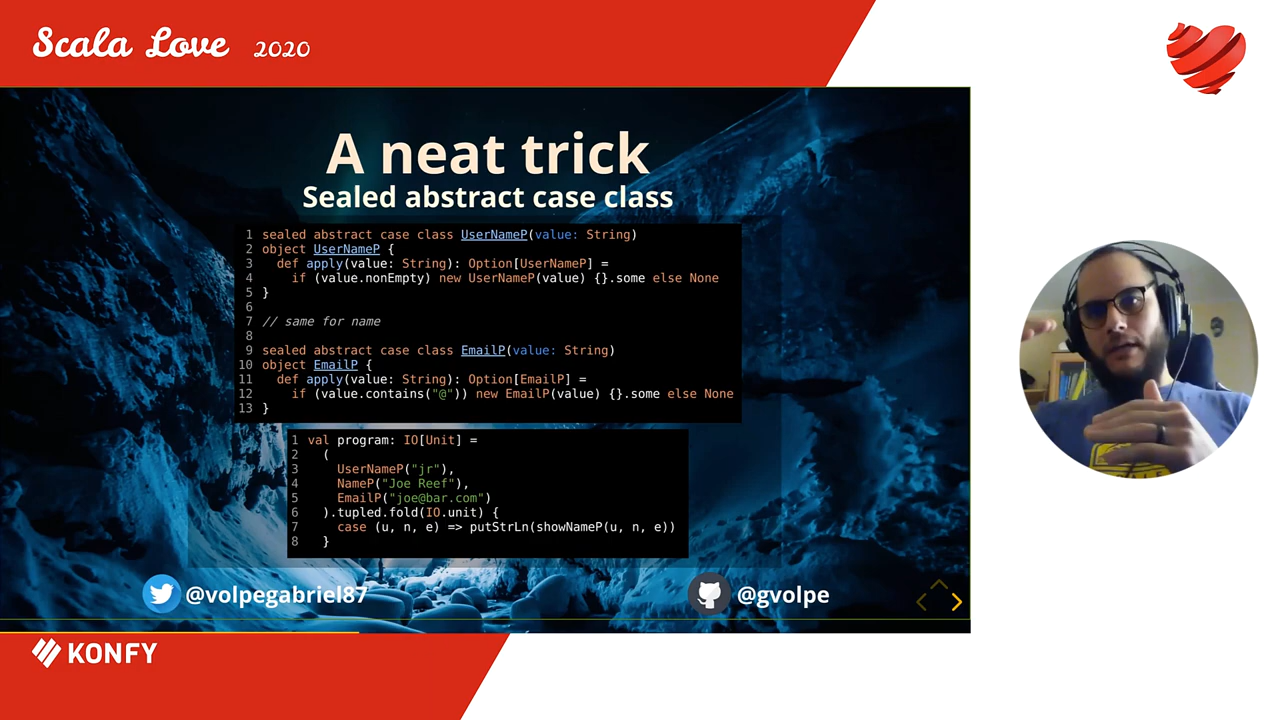 Scala Love 2020
A neat trick
Sealed abstract case class
1 sealed abstract case class UserNameP(value: String)
2 object UserNameP {
3   def apply(value: String): Option[UserNameP] =
4     if (value.nonEmpty) new UserNameP(value) {}.some else None
5 }
6
7 // same for name
8
9 sealed abstract case class EmailP(value: String)
10 object EmailP {
11   def apply(value: String): Option[EmailP] =
12     if (value.contains("@")) new EmailP(value) {}.some else None
13 }
1 val program: IO[Unit] =
2   (
3     UserNameP("jr"),
4     NameP("Joe Reef"),
5     EmailP("joe@bar.com")
6   ).tupled.fold(IO.unit) {
7     case (u, n, e) => putStrLn(showNameP(u, n, e))
8   }
@volpegabriel87
@gvolpe
KONFY